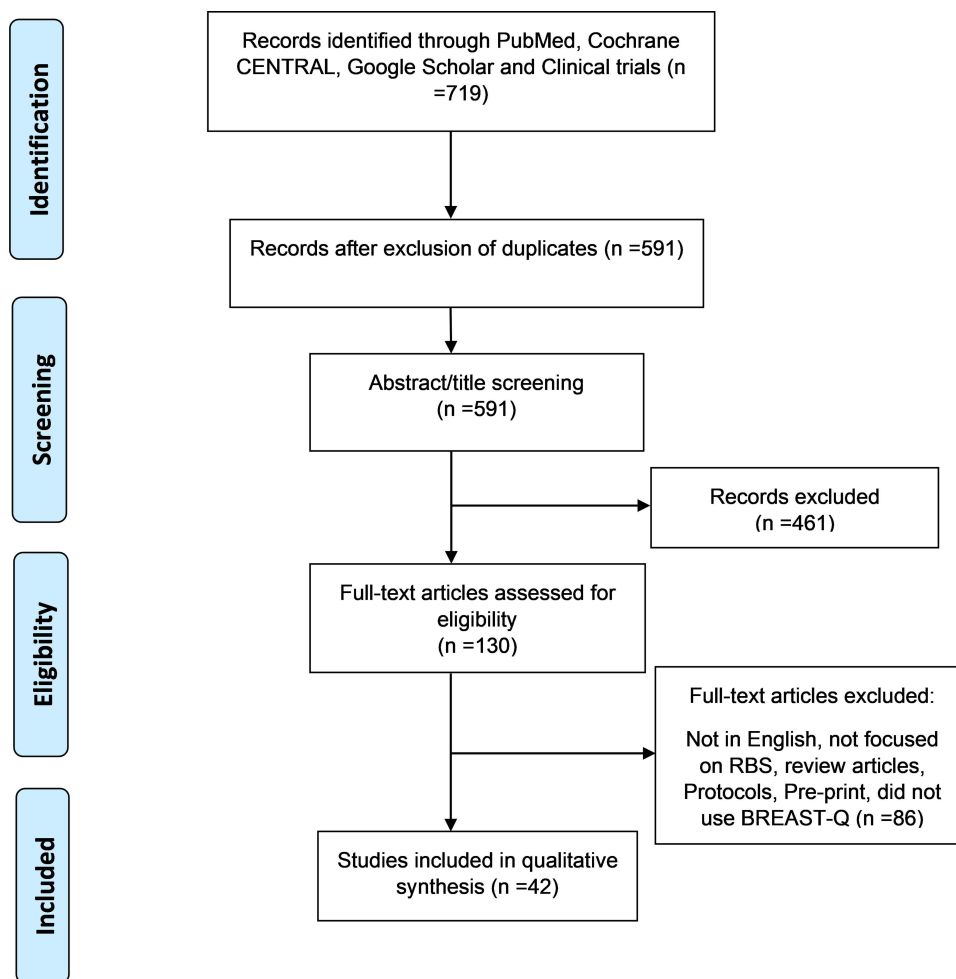 Identification
Records identified through PubMed, Cochrane
CENTRAL, Google Scholar and Clinical trials (n
=719)
Records after exclusion of duplicates (n =591)
Screening
Abstract/title screening
(n =591)
Records excluded
(n =461)
Eligibility
Full-text articles assessed for
eligibility
(n =130)
Full-text articles excluded:
Not in English, not focused
on RBS, review articles,
Protocols, Pre-print, did not
use BREAST-Q (n =86)
Included
Studies included in qualitative
synthesis (n =42)